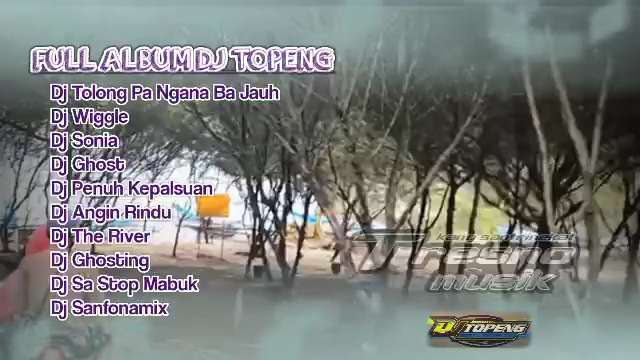 FULL ALBUM DJ TOPENG
Dj Tolong Pa Ngana Ba Jauh
Dj Wiggle
Dj Sonia
Dj Ghost
Dj Penuh Kepalsuan
Dj Angin Rindu
Dj The River
Dj Ghosting
Dj Sa Stop Mabuk
Dj Sanfonamix
Tresno
musik
DJ TOPENG